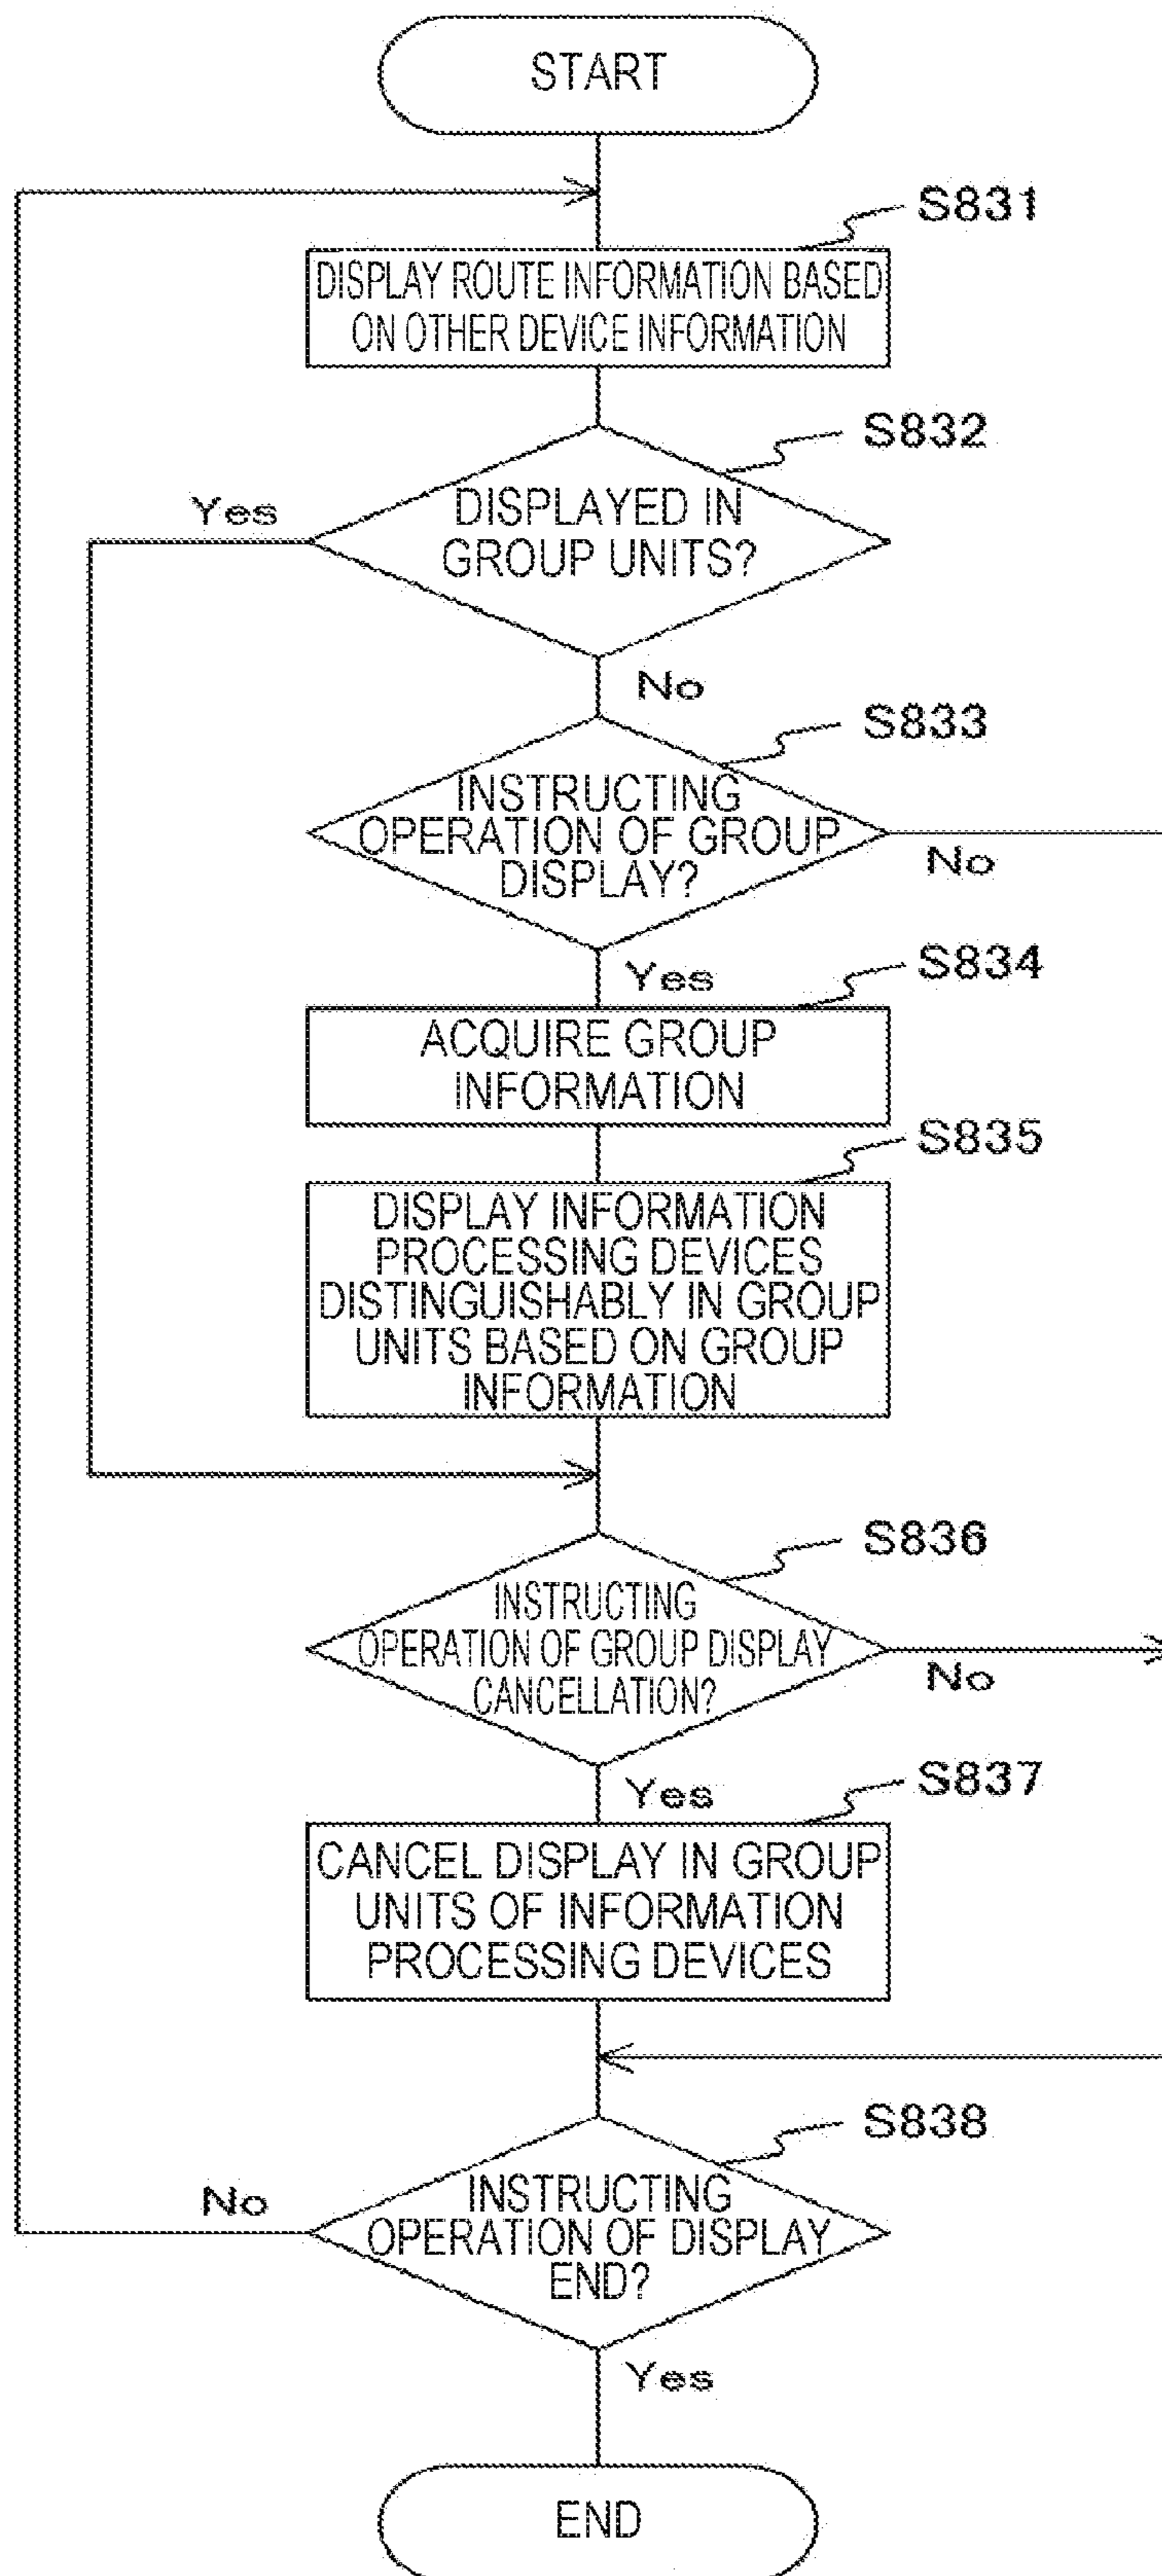 START
S831
DISPLAY ROUTE INFORMATION BASED
ON OTHER DEVICE INFORMATION
S832
Yes
DISPLAYED IN
GROUP UNITS?
No
S833
INSTRUCTING
OPERATION OF GROUP
DISPLAY?
No
Yes
S834
ACQUIRE GROUP
INFORMATION
S835
DISPLAY INFORMATION
PROCESSING DEVICES
DISTINGUISHABLY IN GROUP
UNITS BASED ON GROUP
INFORMATION
S836
INSTRUCTING
OPERATION OF GROUP DISPLAY
CANCELLATION?
No
Yes
S837
CANCEL DISPLAY IN GROUP
UNITS OF INFORMATION
PROCESSING DEVICES
S838
No
INSTRUCTING
OPERATION OF DISPLAY
END?
Yes
END